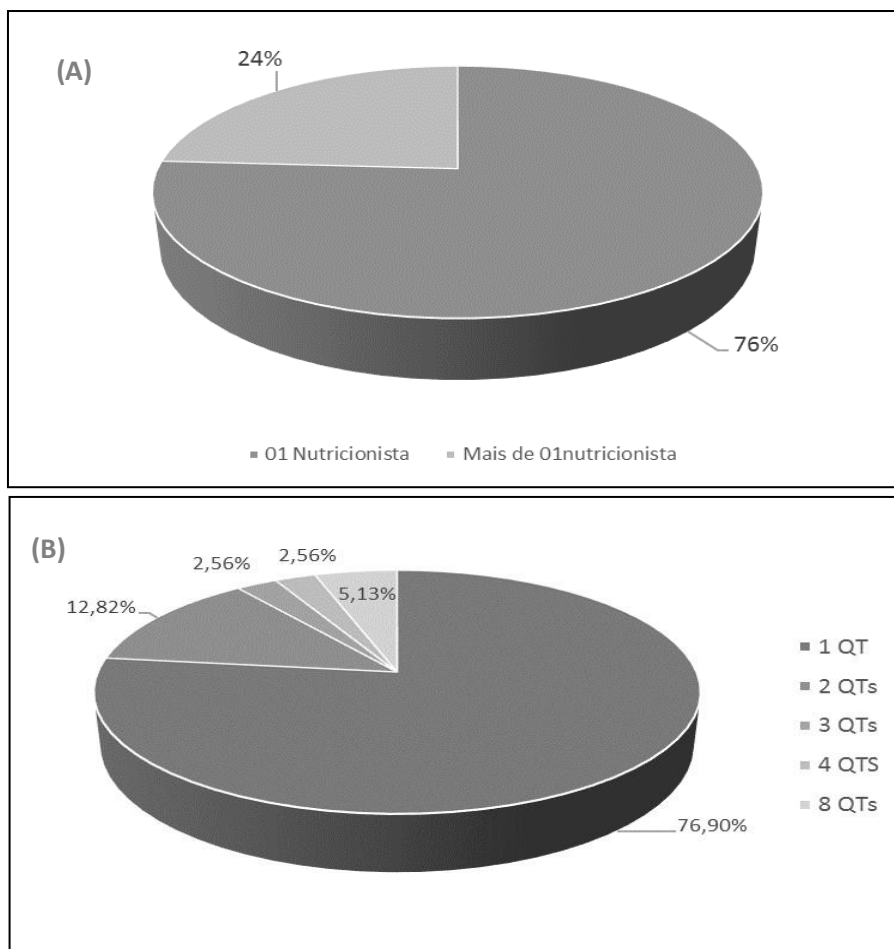 (A)
24%
76%
01 Nutricionista
Mais de 01nutricionista
(B)
2,56%
2,56%
5,13%
12,82%
1 QT
2 QTs
3 QTs
4 QTS
8 QTs
76,90%